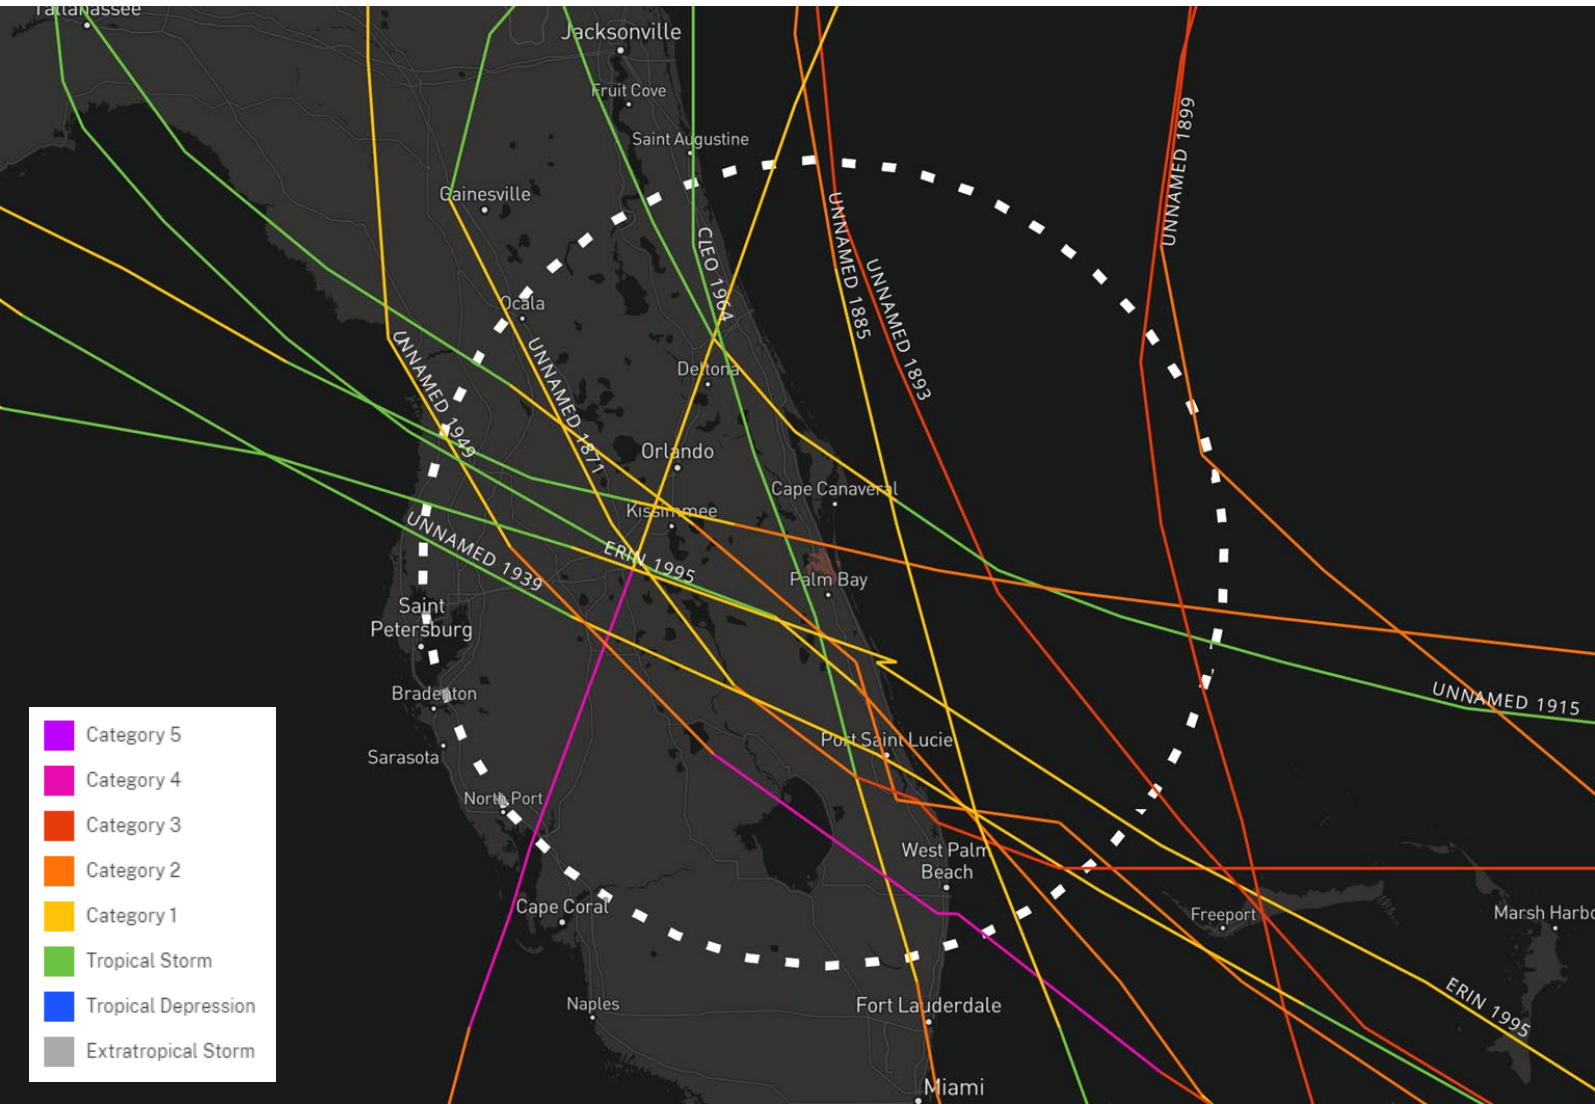 Tallahassee
Jacksonville
Fruit Cove
Saint Augustine
Gainesville
UNNAMED 1899
CLEO 1964
UNNAMED 1885
UNNAMED 1893
Ocala
UNNAMED 1949
UNNAMED 1871
Deltona
Orlando
Cape Canaveral
Kissimmee
UNNAMED 1939
ERIN 1995
Palm Bay
Saint
Petersburg
Bradenton
UNNAMED 1915
Sarasota
Port Saint Lucie
North Port
West Palm
Beach
Cape Coral
Freeport
Marsh Harbo
Naples
Fort Lauderdale
ERIN 1995
Miami
Category 5
Category 4
Category 3
Category 2
Category 1
Tropical Storm
Tropical Depression
Extratropical Storm